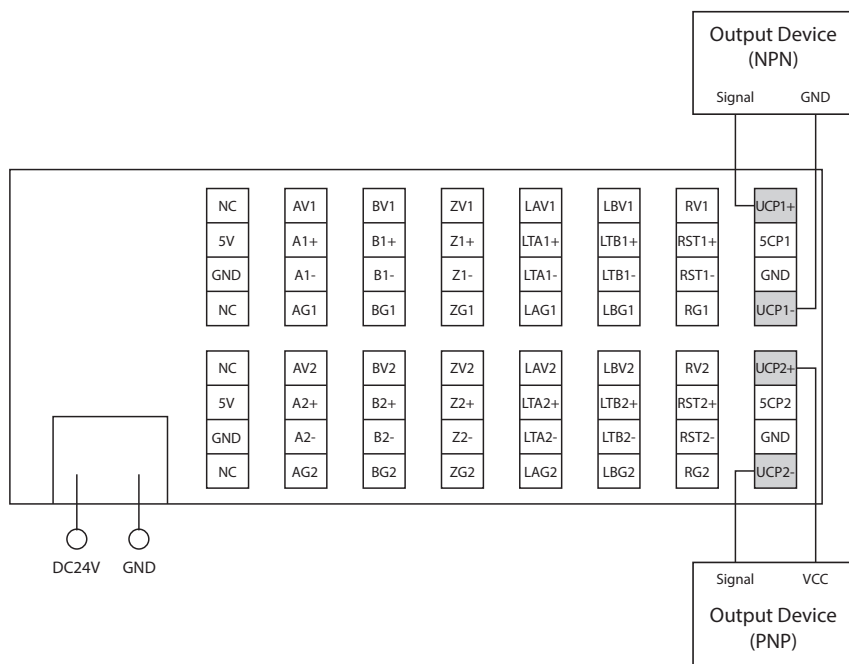 Output Device
(NPN)
Signal GND
NC AV1 BV1 ZV1 LAV1 LBV1 RV1 UCP1+
5V A1+ B1+ Z1+ LTA1+ LTB1+ RST1+ 5CP1
GND A1- B1- Z1- LTA1- LTB1- RST1- GND
NC AG1 BG1 ZG1 LAG1 LBG1 RG1 UCP1-
NC AV2 BV2 ZV2 LAV2 LBV2 RV2 UCP2+
5V A2+ B2+ Z2+ LTA2+ LTB2+ RST2+ 5CP2
GND A2- B2- Z2- LTA2- LTB2- RST2- GND
NC AG2 BG2 ZG2 LAG2 LBG2 RG2 UCP2-
DC24V GND
Signal VCC
Output Device
(PNP)